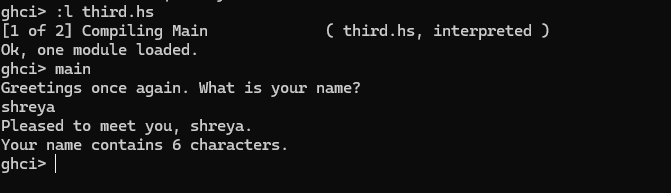 ghci> :l third.hs
[1 of 2] Compiling Main             ( third.hs, interpreted )
Ok, one module loaded.
ghci> main
Greetings once again. What is your name?
shreya
Pleased to meet you, shreya.
Your name contains 6 characters.
ghci>